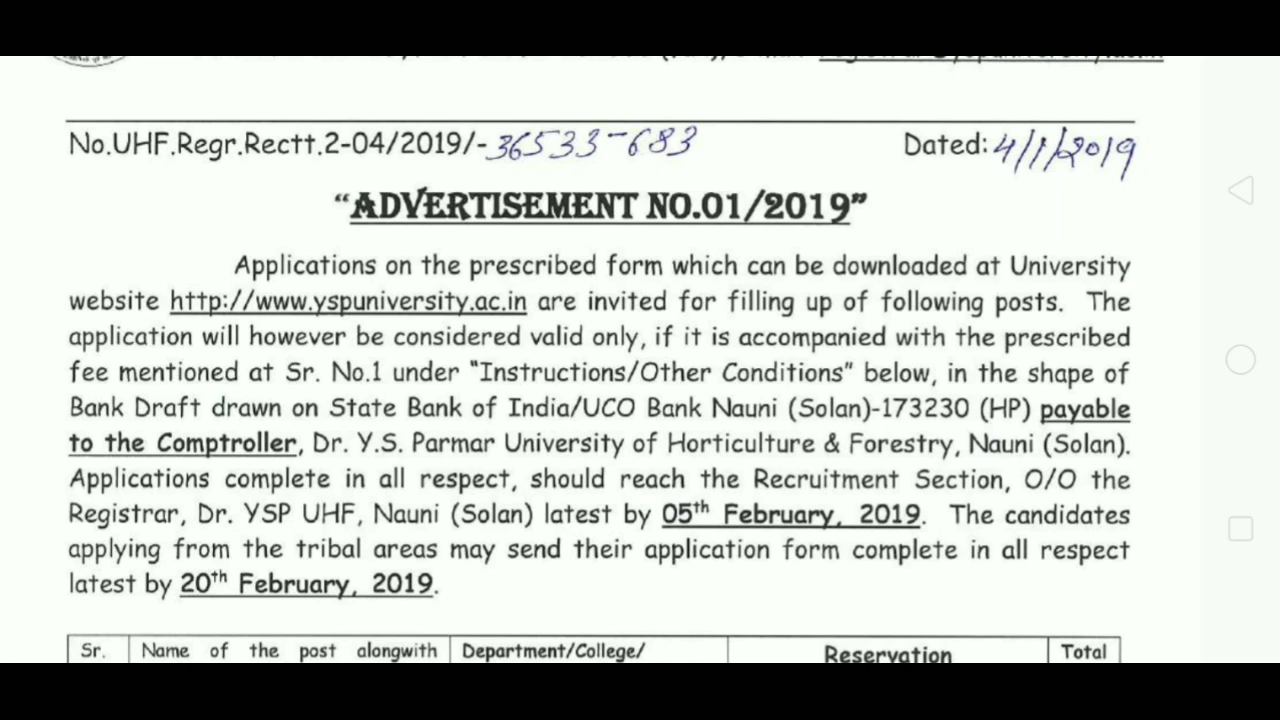 No.UHF.Regr.Rectt.2-04/2019/-36533-683 Dated: 4/1/2019
“ADVERTISEMENT NO.01/2019”
Applications on the prescribed form which can be downloaded at University
website http://www.yspuniversity.ac.in are invited for filling up of following posts. The
application will however be considered valid only, if it is accompanied with the prescribed
fee mentioned at Sr. No.1 under "Instructions/Other Conditions" below, in the shape of
Bank Draft drawn on State Bank of India/UCO Bank Nauni (Solan)-173230 (HP) payable
to the Comptroller, Dr. Y.S. Parmar University of Horticulture & Forestry, Nauni (Solan).
Applications complete in all respect, should reach the Recruitment Section, O/O the
Registrar, Dr. YSP UHF, Nauni (Solan) latest by 05th February, 2019. The candidates
applying from the tribal areas may send their application form complete in all respect
latest by 20th February, 2019.
Sr. Name of the post alongwith Department/College/ Reservation Total